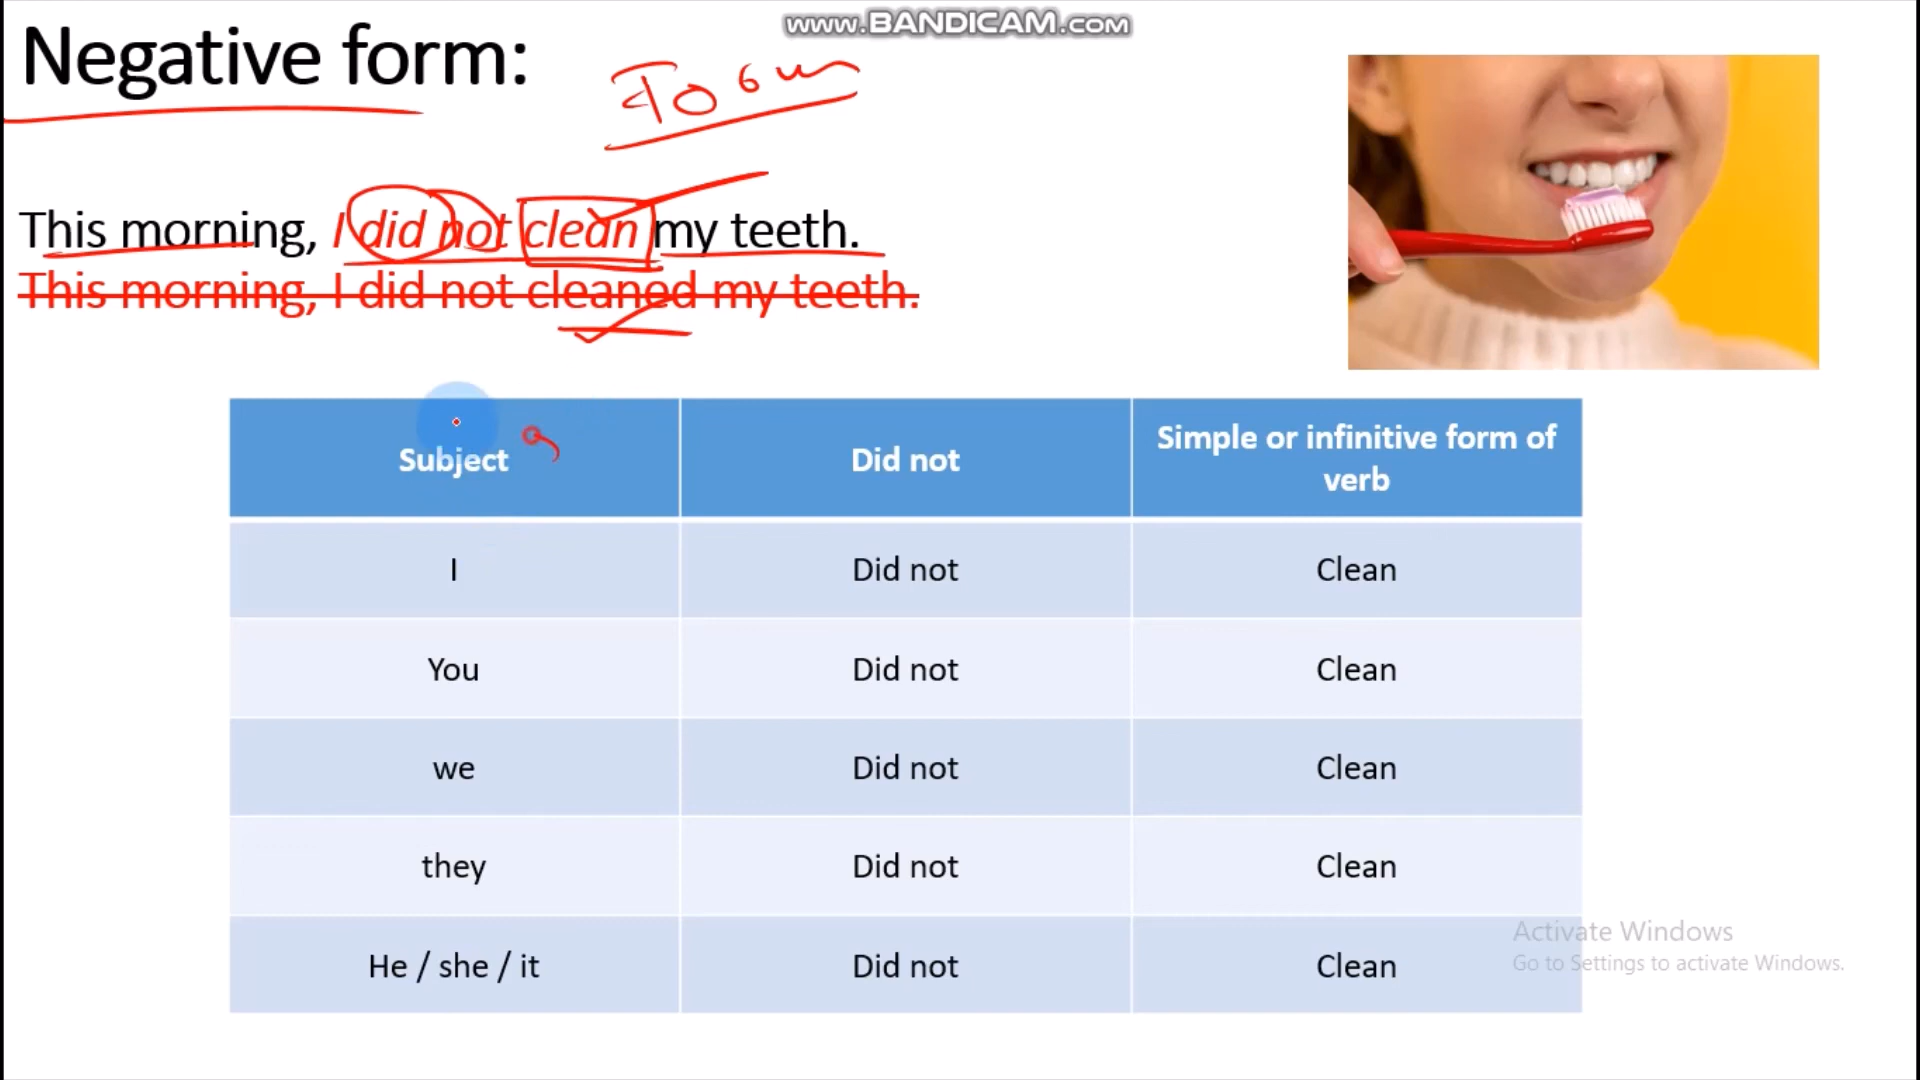 www.BANDICAM.com
Negative form:
Form
This morning, I did not clean my teeth.
This morning, I did not cleaned my teeth.
Subject Did not Simple or infinitive form of verb
I Did not Clean
You Did not Clean
we Did not Clean
they Did not Clean
He / she / it Did not Clean
Activate Windows
Go to Settings to activate Windows.